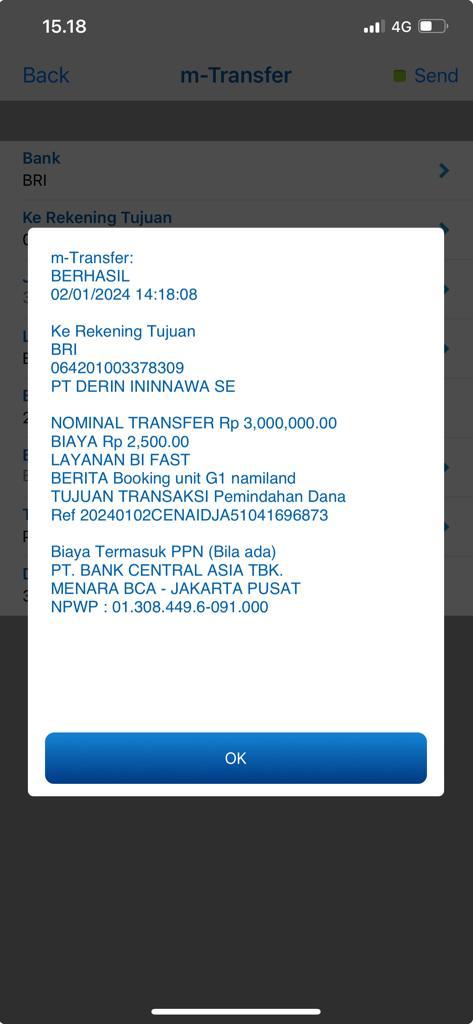 15.18
4G
Back
m-Transfer
Send
Bank
BRI
Ke Rekening Tujuan
m-Transfer:
BERHASIL
02/01/2024 14:18:08
Ke Rekening Tujuan
BRI
064201003378309
PT DERIN ININNAWA SE
NOMINAL TRANSFER Rp 3,000,000.00
BIAYA Rp 2,500.00
LAYANAN BI FAST
BERITA Booking unit G1 namiland
TUJUAN TRANSAKSI Pemindahan Dana
Ref 20240102CENAIDJA51041696873
Biaya Termasuk PPN (Bila ada)
PT. BANK CENTRAL ASIA TBK.
MENARA BCA - JAKARTA PUSAT
NPWP : 01.308.449.6-091.000
OK